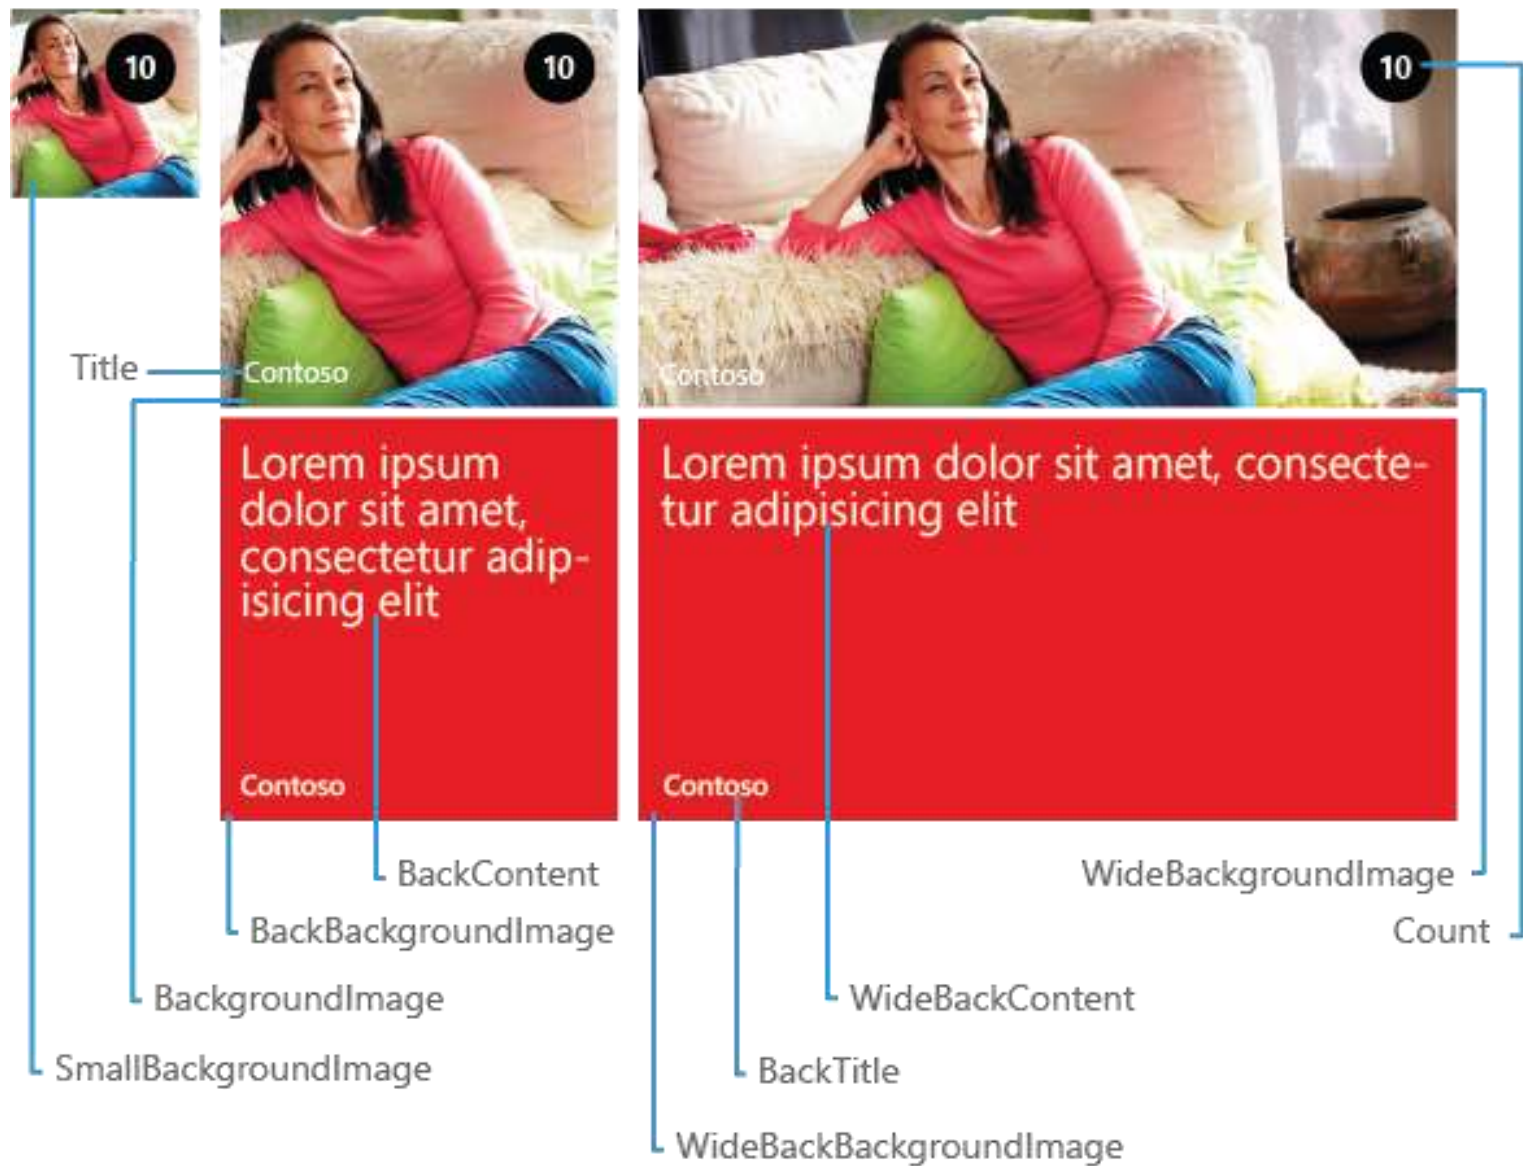 10
10
10
Title
Contoso
Contoso
Lorem ipsum
dolor sit amet,
consectetur adip-
isicing elit
Contoso
Lorem ipsum dolor sit amet, consecte-
tur adipisicing elit
Contoso
BackContent
WideBackgroundImage
BackBackgroundImage
Count
BackgroundImage
WideBackContent
SmallBackgroundImage
BackTitle
WideBackBackgroundImage